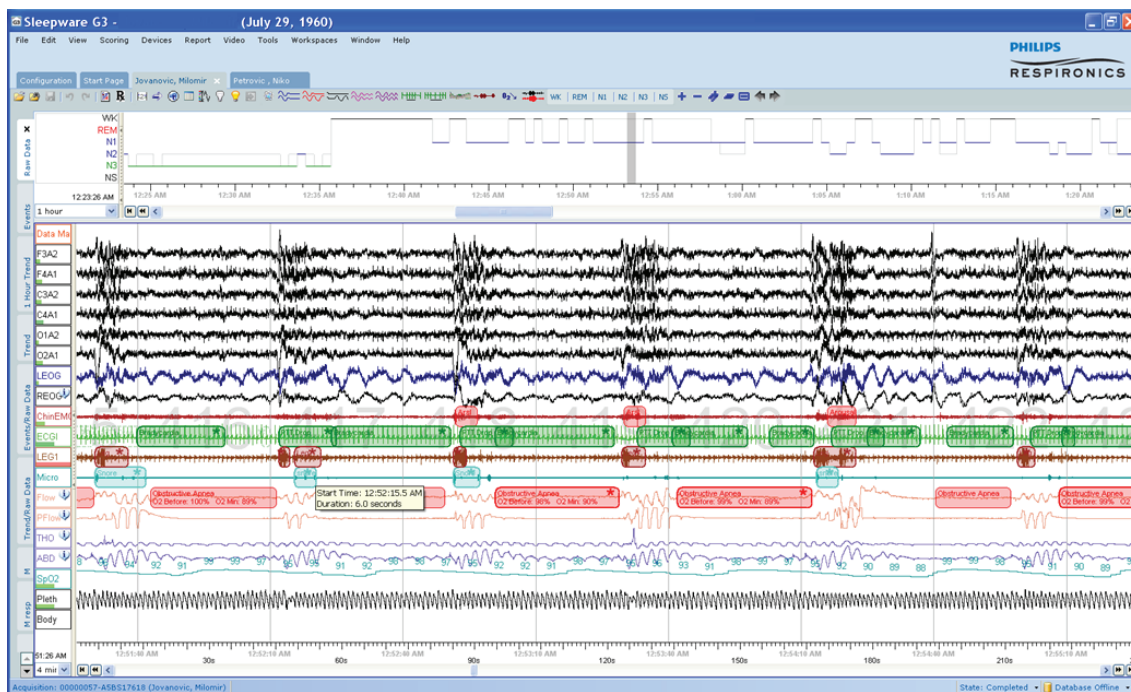 Sleepware G3 - (July 29, 1960)
File Edit View Scoring Devices Report Video Tools Workspaces Window Help
PHILIPS
RESPIRONICS
Configuration Start Page Jovanovic, Milomir Petrovic , Niko
WK REM N1 N2 N3 NS
WK
REM
N1
N2
N3
NS
Raw Data
Events
1 Hour Trend
Trend
Events/Raw Data
Trend/Raw Data
M
M resp
12:23:26 AM 12:25 AM 12:30 AM 12:35 AM 12:40 AM 12:45 AM 12:50 AM 12:55 AM 1:00 AM 1:05 AM 1:10 AM 1:15 AM 1:20 AM
1 hour
Data Ma
F3A2
F4A1
C3A2
C4A1
O1A2
O2A1
LEOG
REOG
ChinEMG
ECGI
Bradycardia
LEG1
Micro
Snore
Flow
Obstructive Apnea Obstructive Apnea Obstructive Apnea Obstructive Apnea Obstructive Apnea
O2 Before: 100% O2 Min: 89% O2 Before: 98% O2 Min: 90% O2 Before: 99% O2 Min: 89% O2 Before: 99%
Start Time: 12:52:15.5 AM
Duration: 6.0 seconds
PFlow
THO
ABD
SpO2
94 92 91 92 91 92 91 93 91 92 90 88 91 90 89
Pleth
Body
51:26 AM 12:51:40 AM 12:52:10 AM 12:52:40 AM 12:53:10 AM 12:53:40 AM 12:54:10 AM 12:54:40 AM 12:55:10 AM
30s 60s 90s 120s 150s 180s 210s
4 mir
Acquisition: 00000057-A5BS17618 (Jovanovic, Milomir) State: Completed Database Offline